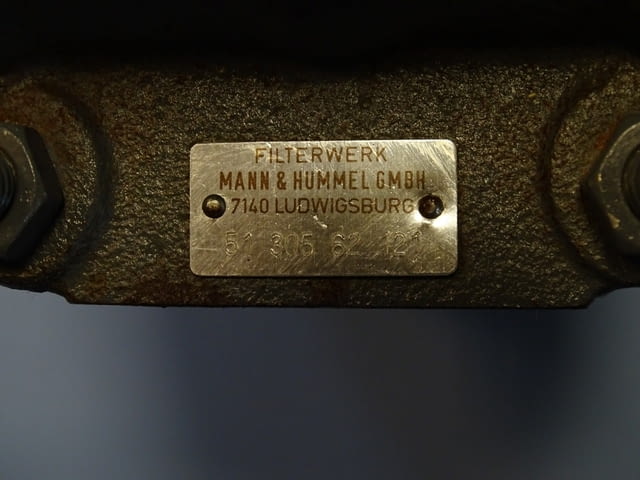 FILTERWERK
MANN & HUMMEL GMBH
7140 LUDWIGSBURG
51 305 62 121